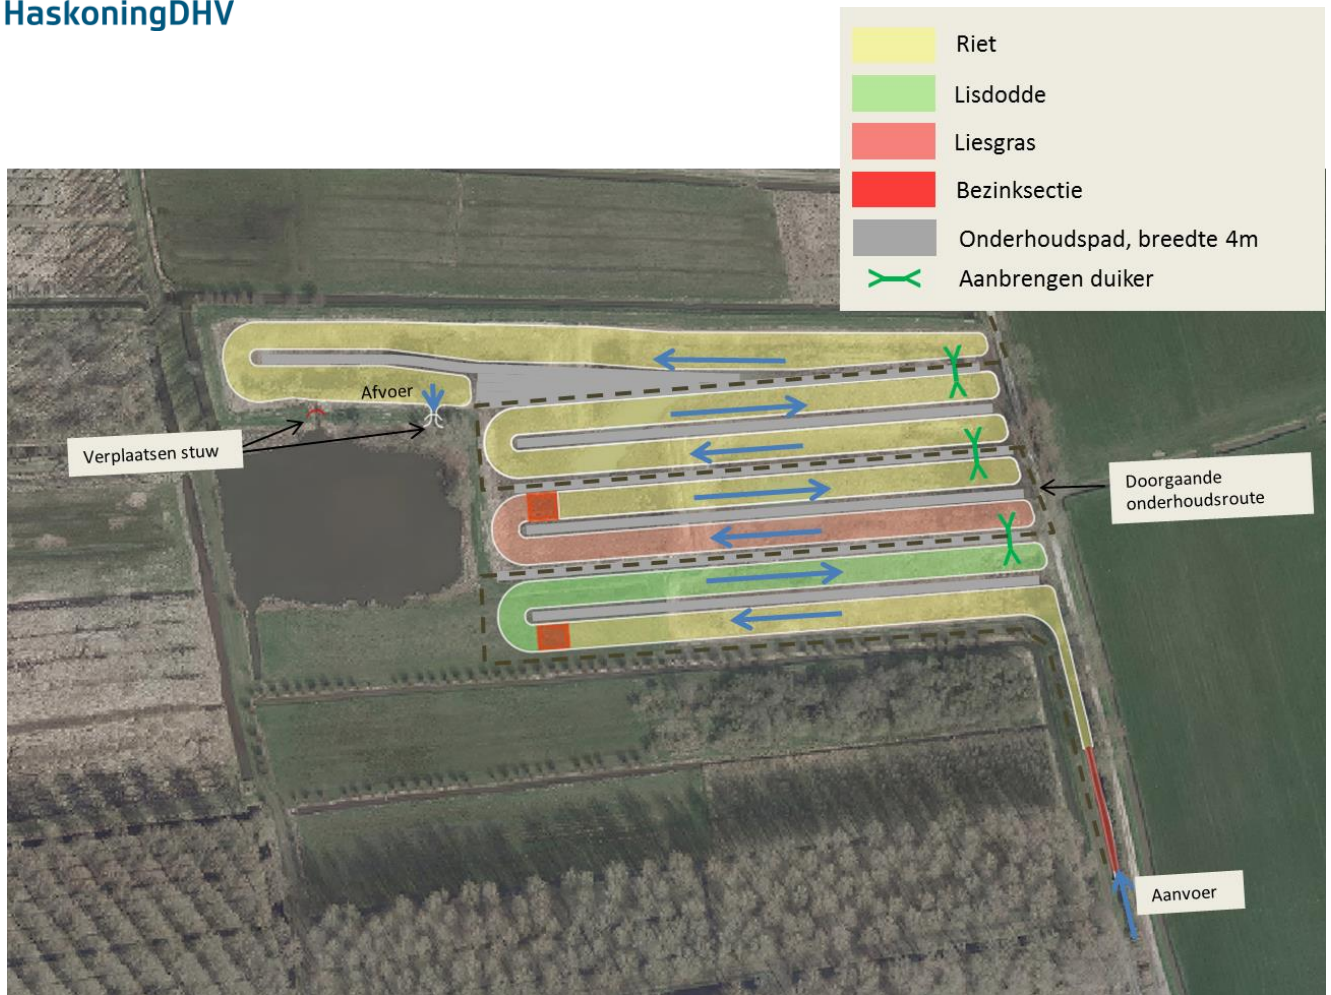 HaskoningDHV
Riet
Lisdodde
Liesgras
Bezinksectie
Onderhoudspad, breedte 4m
Aanbrengen duiker
Afvoer
Verplaatsen stuw
Doorgaande
onderhoudsroute
Aanvoer